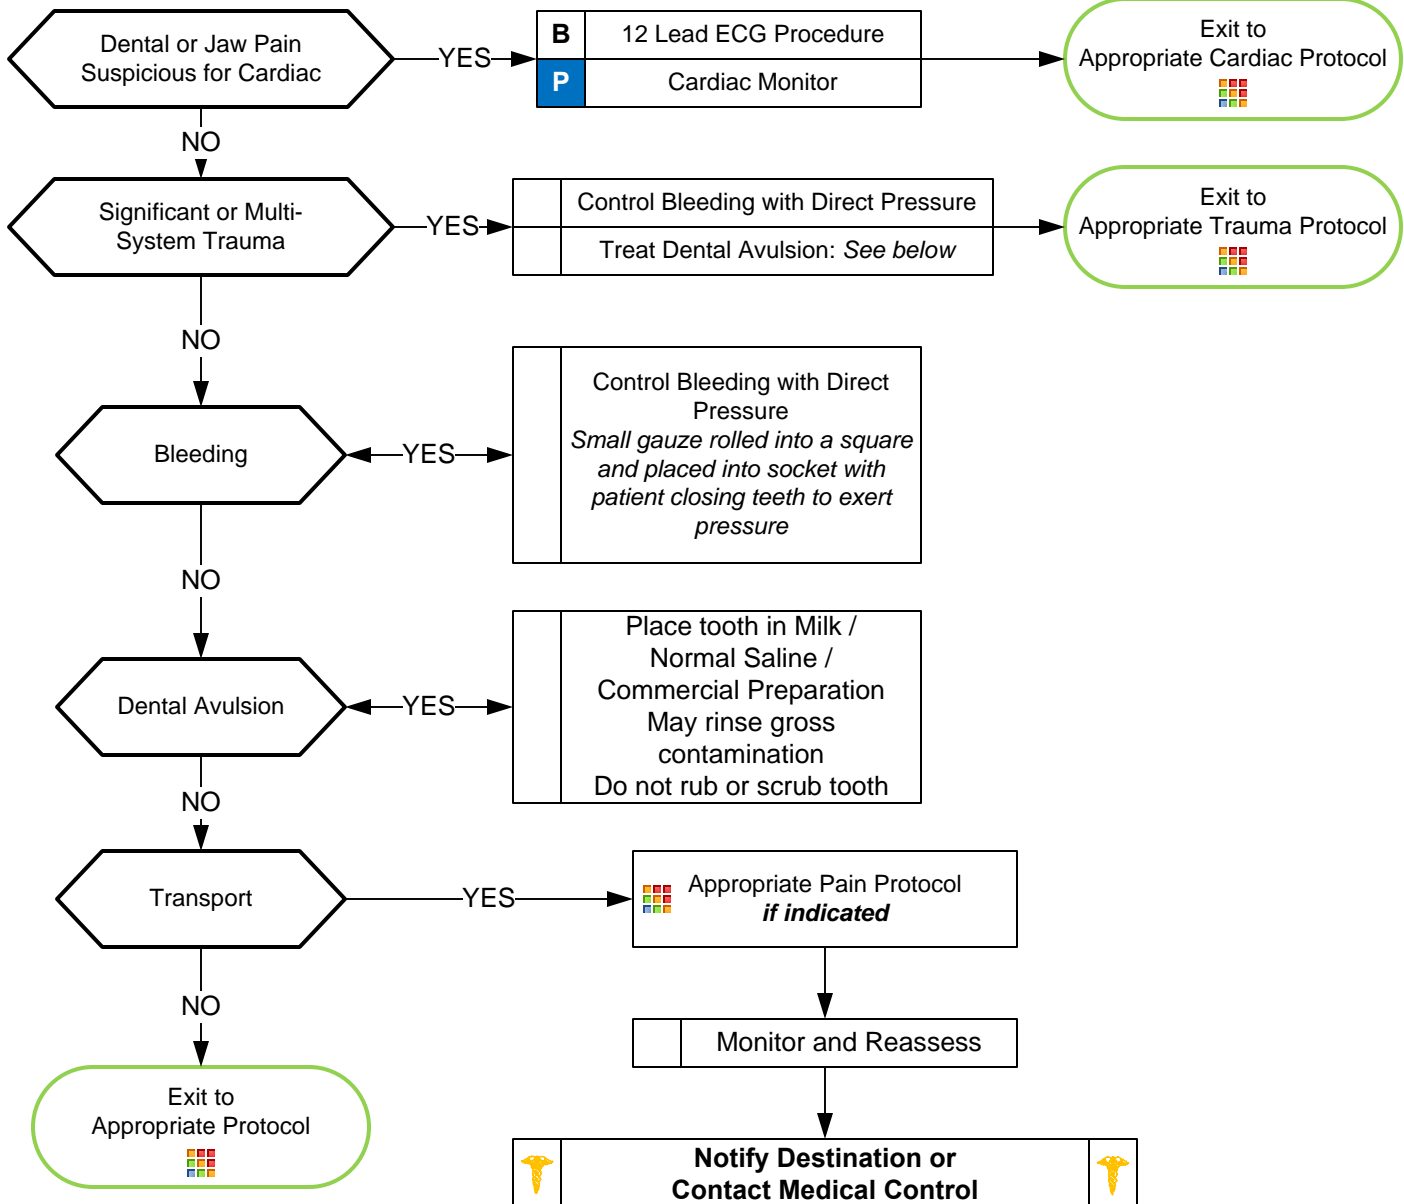 Dental or Jaw Pain
Suspicious for Cardiac
YES
B
12 Lead ECG Procedure
P
Cardiac Monitor
Exit to
Appropriate Cardiac Protocol
NO
Significant or Multi-
System Trauma
YES
Control Bleeding with Direct Pressure
Treat Dental Avulsion: See below
Exit to
Appropriate Trauma Protocol
NO
Bleeding
YES
Control Bleeding with Direct
Pressure
Small gauze rolled into a square
and placed into socket with
patient closing teeth to exert
pressure
NO
Dental Avulsion
YES
Place tooth in Milk /
Normal Saline /
Commercial Preparation
May rinse gross
contamination
Do not rub or scrub tooth
NO
Transport
YES
Appropriate Pain Protocol
if indicated
NO
Monitor and Reassess
Exit to
Appropriate Protocol
Notify Destination or
Contact Medical Control